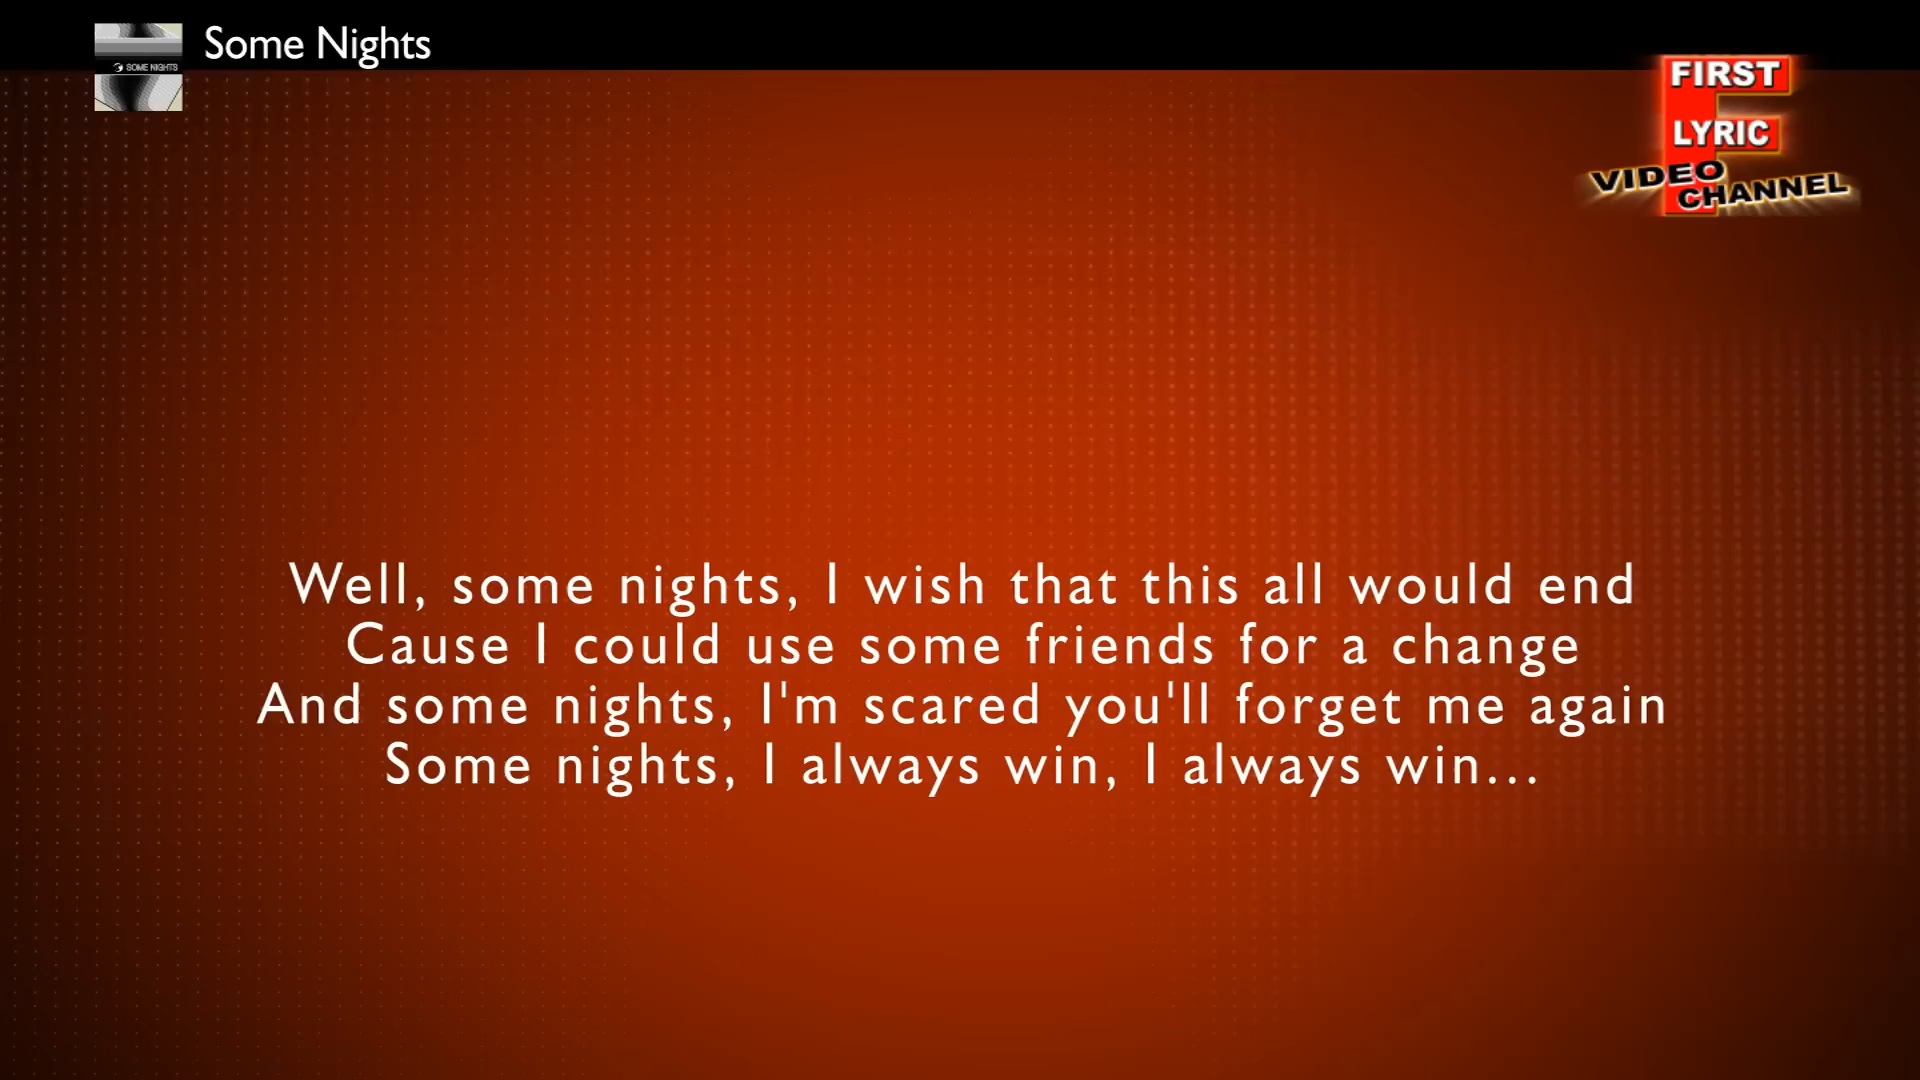 Some Nights
SOME NIGHTS
FIRST
LYRIC
VIDEO
CHANNEL
Well, some nights, I wish that this all would end
Cause I could use some friends for a change
And some nights, I'm scared you'll forget me again
Some nights, I always win, I always win...